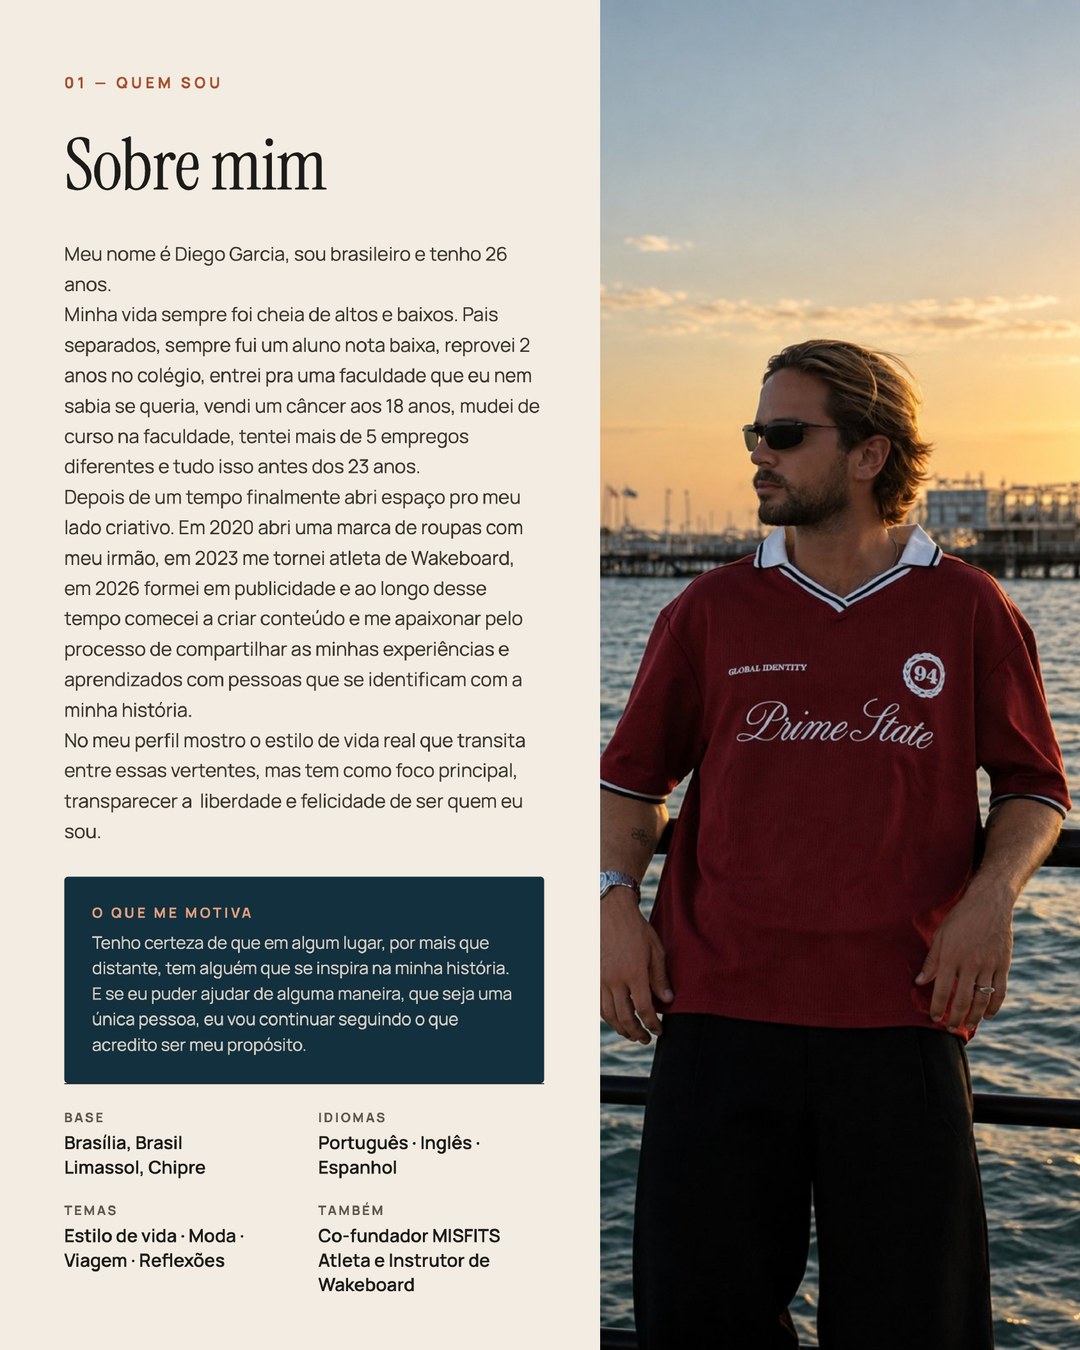 01 — QUEM SOU
Sobre mim
Meu nome é Diego Garcia, sou brasileiro e tenho 26
anos.
Minha vida sempre foi cheia de altos e baixos. Pais
separados, sempre fui um aluno nota baixa, reprovei 2
anos no colégio, entrei pra uma faculdade que eu nem
sabia se queria, vendi um câncer aos 18 anos, mudei de
curso na faculdade, tentei mais de 5 empregos
diferentes e tudo isso antes dos 23 anos.
Depois de um tempo finalmente abri espaço pro meu
lado criativo. Em 2020 abri uma marca de roupas com
meu irmão, em 2023 me tornei atleta de Wakeboard,
em 2026 formei em publicidade e ao longo desse
tempo comecei a criar conteúdo e me apaixonar pelo
processo de compartilhar as minhas experiências e
aprendizados com pessoas que se identificam com a
minha história.
No meu perfil mostro o estilo de vida real que transita
entre essas vertentes, mas tem como foco principal,
transparecer a  liberdade e felicidade de ser quem eu
sou.
O QUE ME MOTIVA
Tenho certeza de que em algum lugar, por mais que
distante, tem alguém que se inspira na minha história.
E se eu puder ajudar de alguma maneira, que seja uma
única pessoa, eu vou continuar seguindo o que
acredito ser meu propósito.
BASE
Brasília, Brasil
Limassol, Chipre
IDIOMAS
Português · Inglês ·
Espanhol
TEMAS
Estilo de vida · Moda ·
Viagem · Reflexões
TAMBÉM
Co-fundador MISFITS
Atleta e Instrutor de
Wakeboard
GLOBAL IDENTITY
94
Prime State